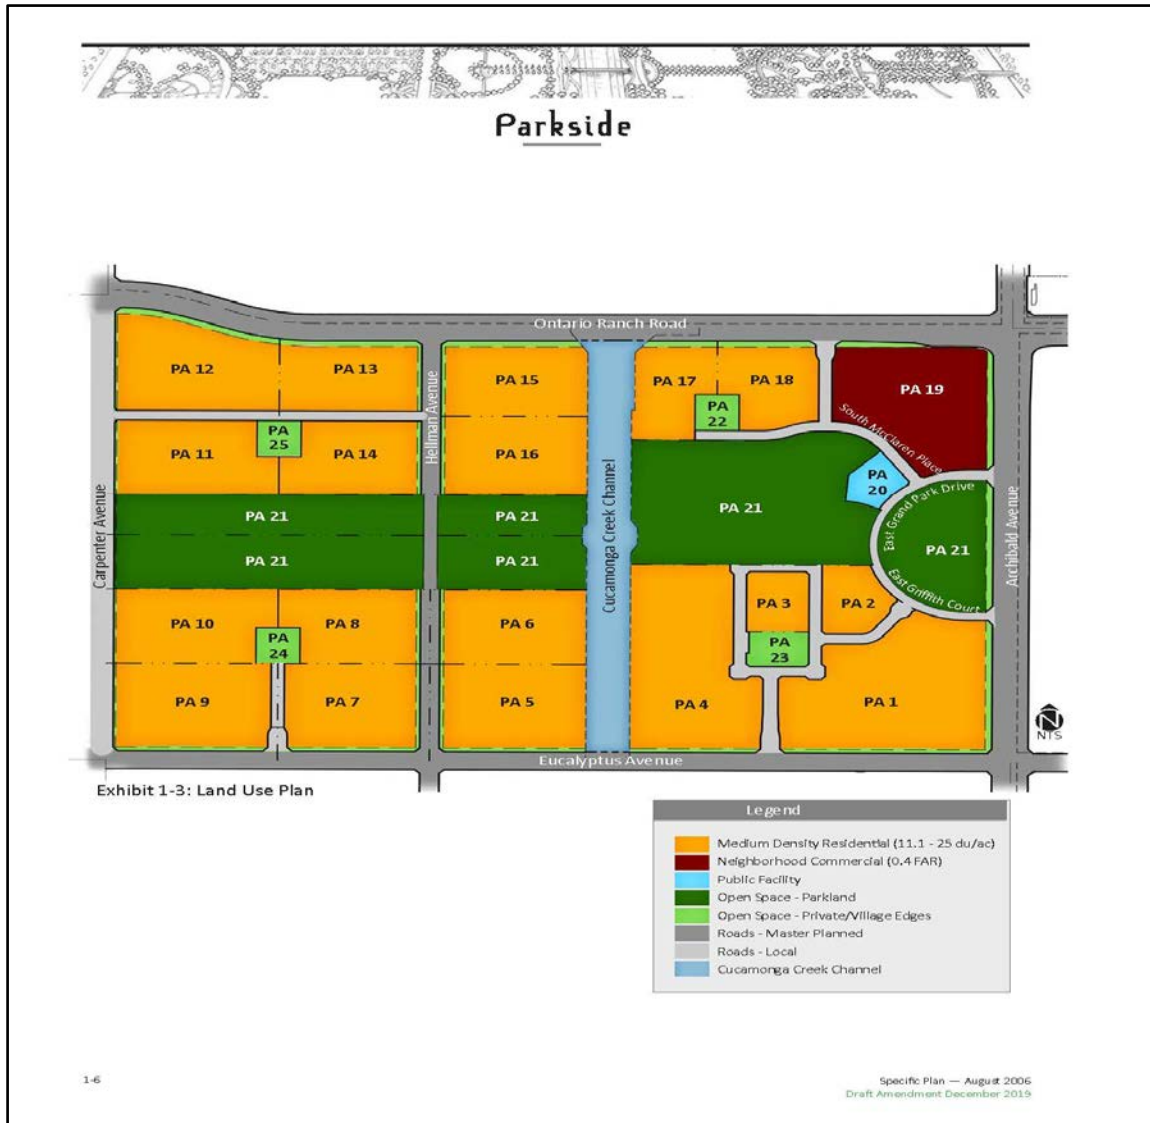 Parkside
Ontario Ranch Road
PA 12
PA 13
PA 15
PA 17
PA 18
PA 19
PA
22
South McClaren Place
PA
25
PA 11
PA 14
PA 16
Hellman Avenue
Cucamonga Creek Channel
Carpenter Avenue
Archibald Avenue
PA
20
East Grand Park Drive
PA 21
PA 21
PA 21
PA 21
PA 21
PA 21
East Griffith Court
PA 10
PA 8
PA 6
PA 3
PA 2
PA
24
PA
23
PA 9
PA 7
PA 5
PA 4
PA 1
N
NTS
Eucalyptus Avenue
Exhibit 1-3: Land Use Plan
Legend
Medium Density Residential (11.1 - 25 du/ac)
Neighborhood Commercial (0.4 FAR)
Public Facility
Open Space - Parkland
Open Space - Private/Village Edges
Roads - Master Planned
Roads - Local
Cucamonga Creek Channel
1-6
Specific Plan — August 2006
Draft Amendment December 2019